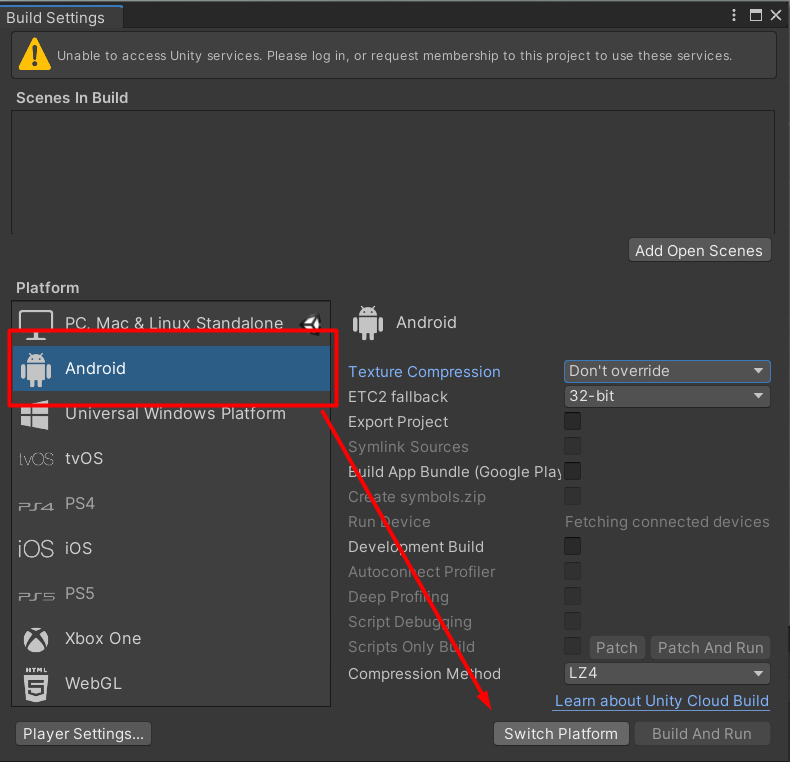 Build Settings
Unable to access Unity services. Please log in, or request membership to this project to use these services.
Scenes In Build
Add Open Scenes
Platform
PC, Mac & Linux Standalone
Android
Universal Windows Platform
tvOS tvOS
PS4 PS4
iOS iOS
PS5 PS5
Xbox One
HTML 5 WebGL
Android
Texture Compression Don't override
ETC2 fallback 32-bit
Export Project
Symlink Sources
Build App Bundle (Google Play
Create symbols.zip
Run Device Fetching connected devices
Development Build
Autoconnect Profiler
Deep Profiling
Script Debugging
Scripts Only Build Patch Patch And Run
Compression Method LZ4
Learn about Unity Cloud Build
Player Settings... Switch Platform Build And Run